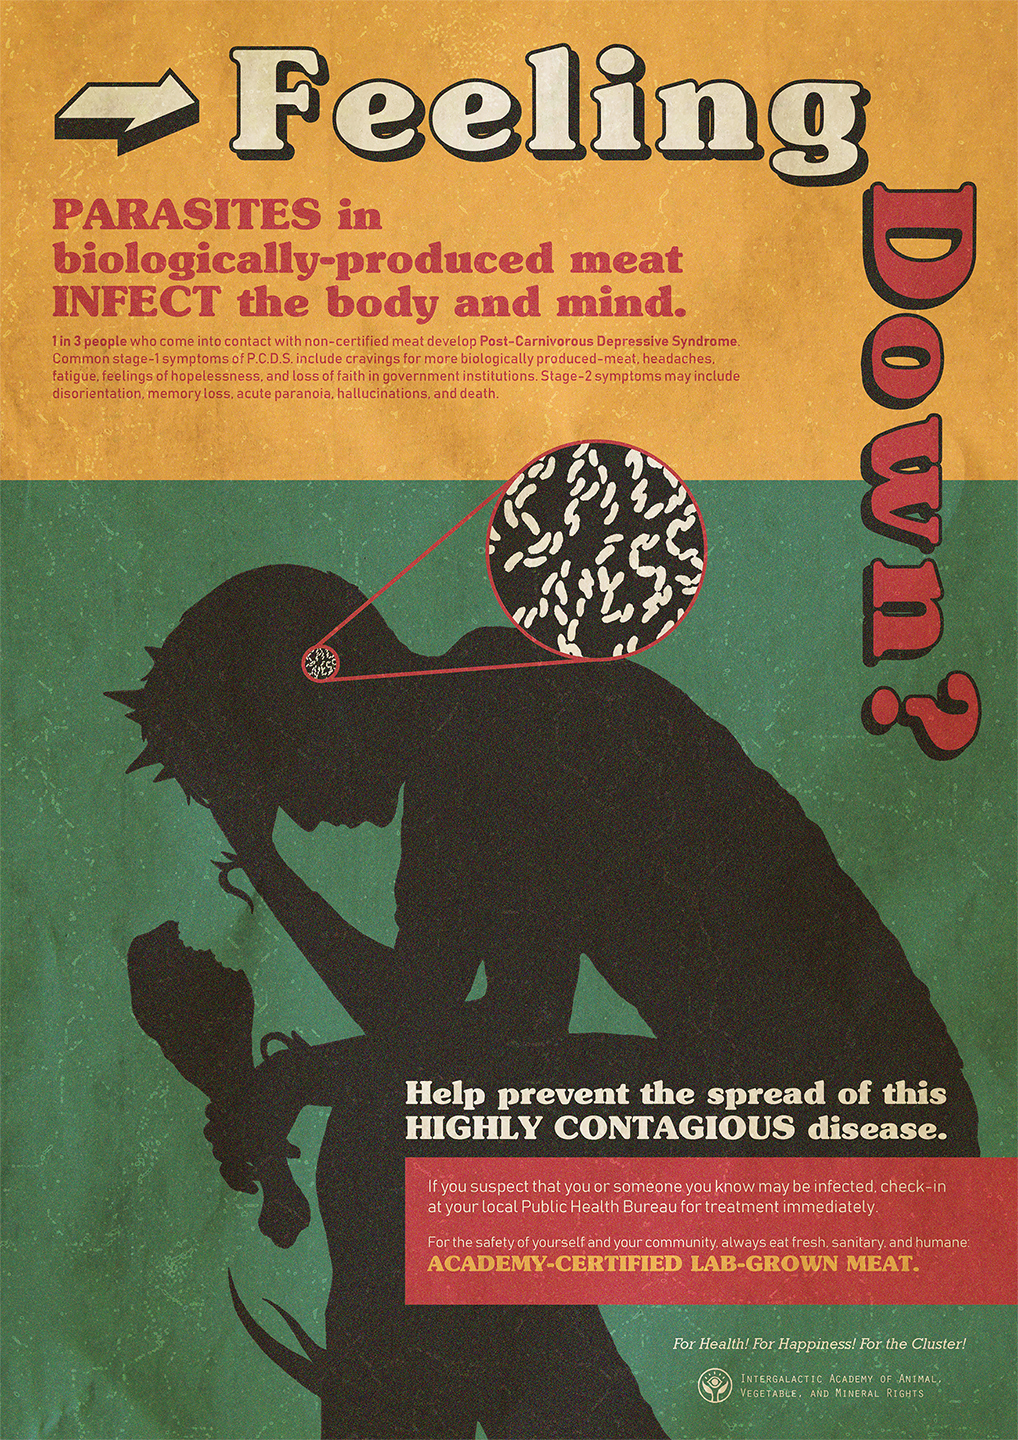 Feeling
Down?
PARASITES in
biologically-produced meat
INFECT the body and mind.
1 in 3 people who come into contact with non-certified meat develop Post-Carnivorous Depressive Syndrome.
Common stage-1 symptoms of P.C.D.S. include cravings for more biologically produced-meat, headaches,
fatigue, feelings of hopelessness, and loss of faith in government institutions. Stage-2 symptoms may include
disorientation, memory loss, acute paranoia, hallucinations, and death.
Help prevent the spread of this
HIGHLY CONTAGIOUS disease.
If you suspect that you or someone you know may be infected, check-in
at your local Public Health Bureau for treatment immediately.
For the safety of yourself and your community, always eat fresh, sanitary, and humane:
ACADEMY-CERTIFIED LAB-GROWN MEAT.
For Health! For Happiness! For the Cluster!
Intergalactic Academy of Animal,
Vegetable, and Mineral Rights